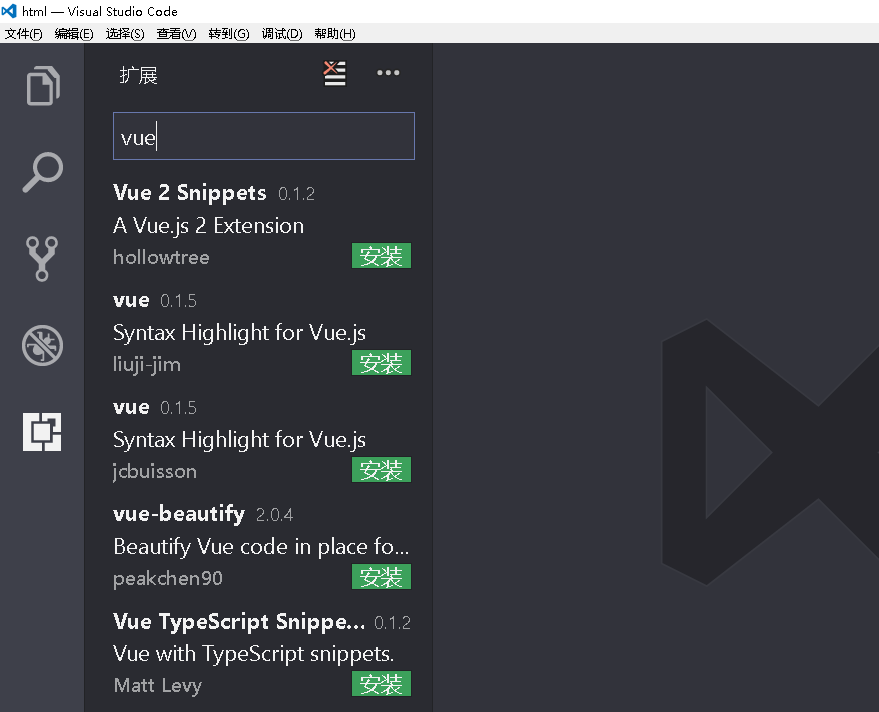 html — Visual Studio Code
文件(F) 编辑(E) 选择(S) 查看(V) 转到(G) 调试(D) 帮助(H)
扩展
vue
Vue 2 Snippets 0.1.2
A Vue.js 2 Extension
hollowtree 安装
vue 0.1.5
Syntax Highlight for Vue.js
liuji-jim 安装
vue 0.1.5
Syntax Highlight for Vue.js
jcbuisson 安装
vue-beautify 2.0.4
Beautify Vue code in place fo...
peakchen90 安装
Vue TypeScript Snippe... 0.1.2
Vue with TypeScript snippets.
Matt Levy 安装